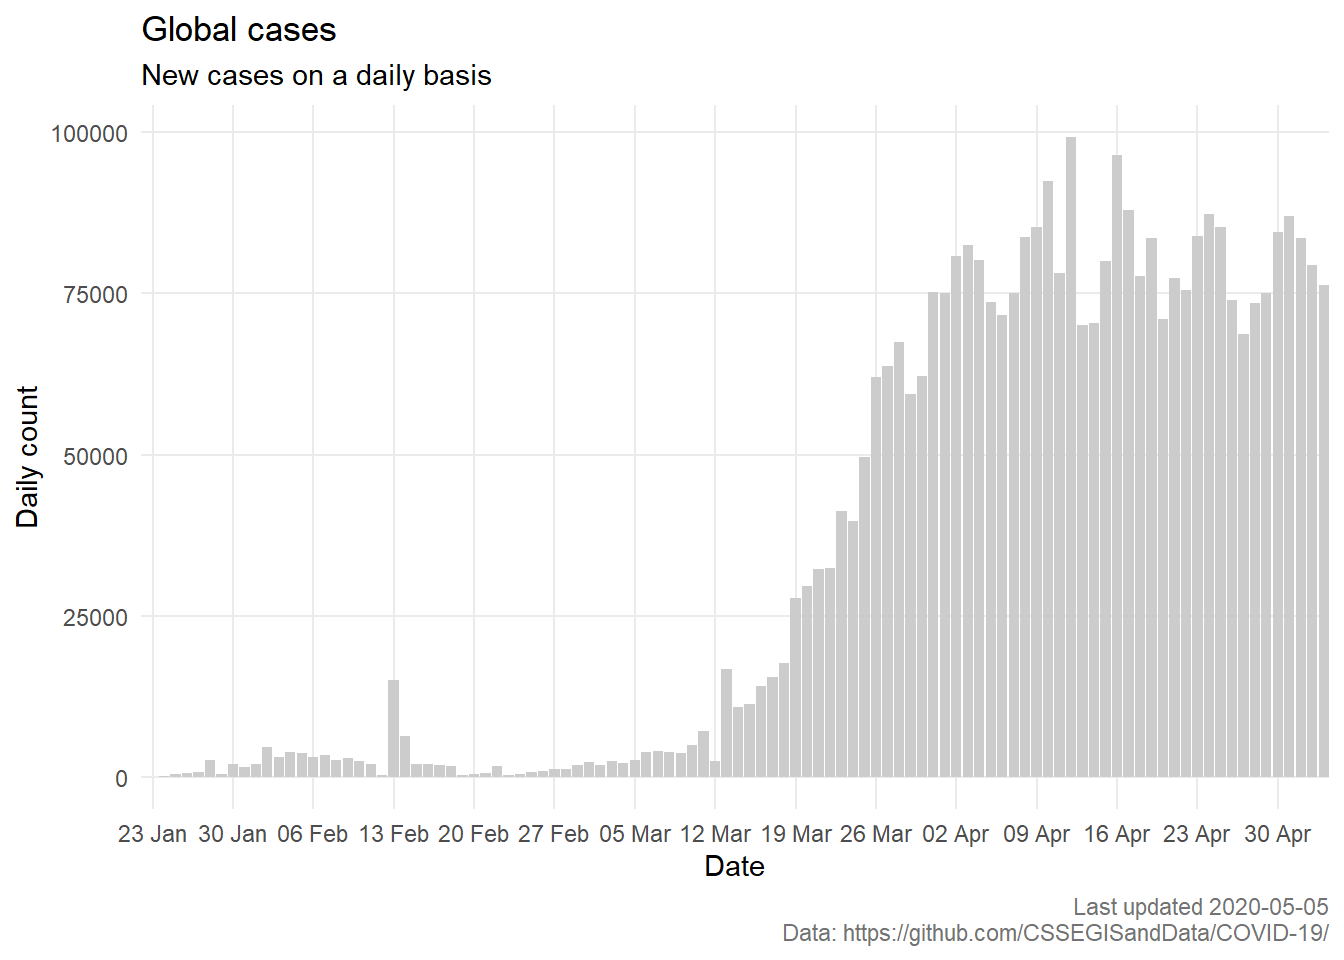 Global cases
New cases on a daily basis
Daily count
100000
75000
50000
25000
0
23 Jan 30 Jan 06 Feb 13 Feb 20 Feb 27 Feb 05 Mar 12 Mar 19 Mar 26 Mar 02 Apr 09 Apr 16 Apr 23 Apr 30 Apr
Date
Last updated 2020-05-05
Data: https://github.com/CSSEGISandData/COVID-19/